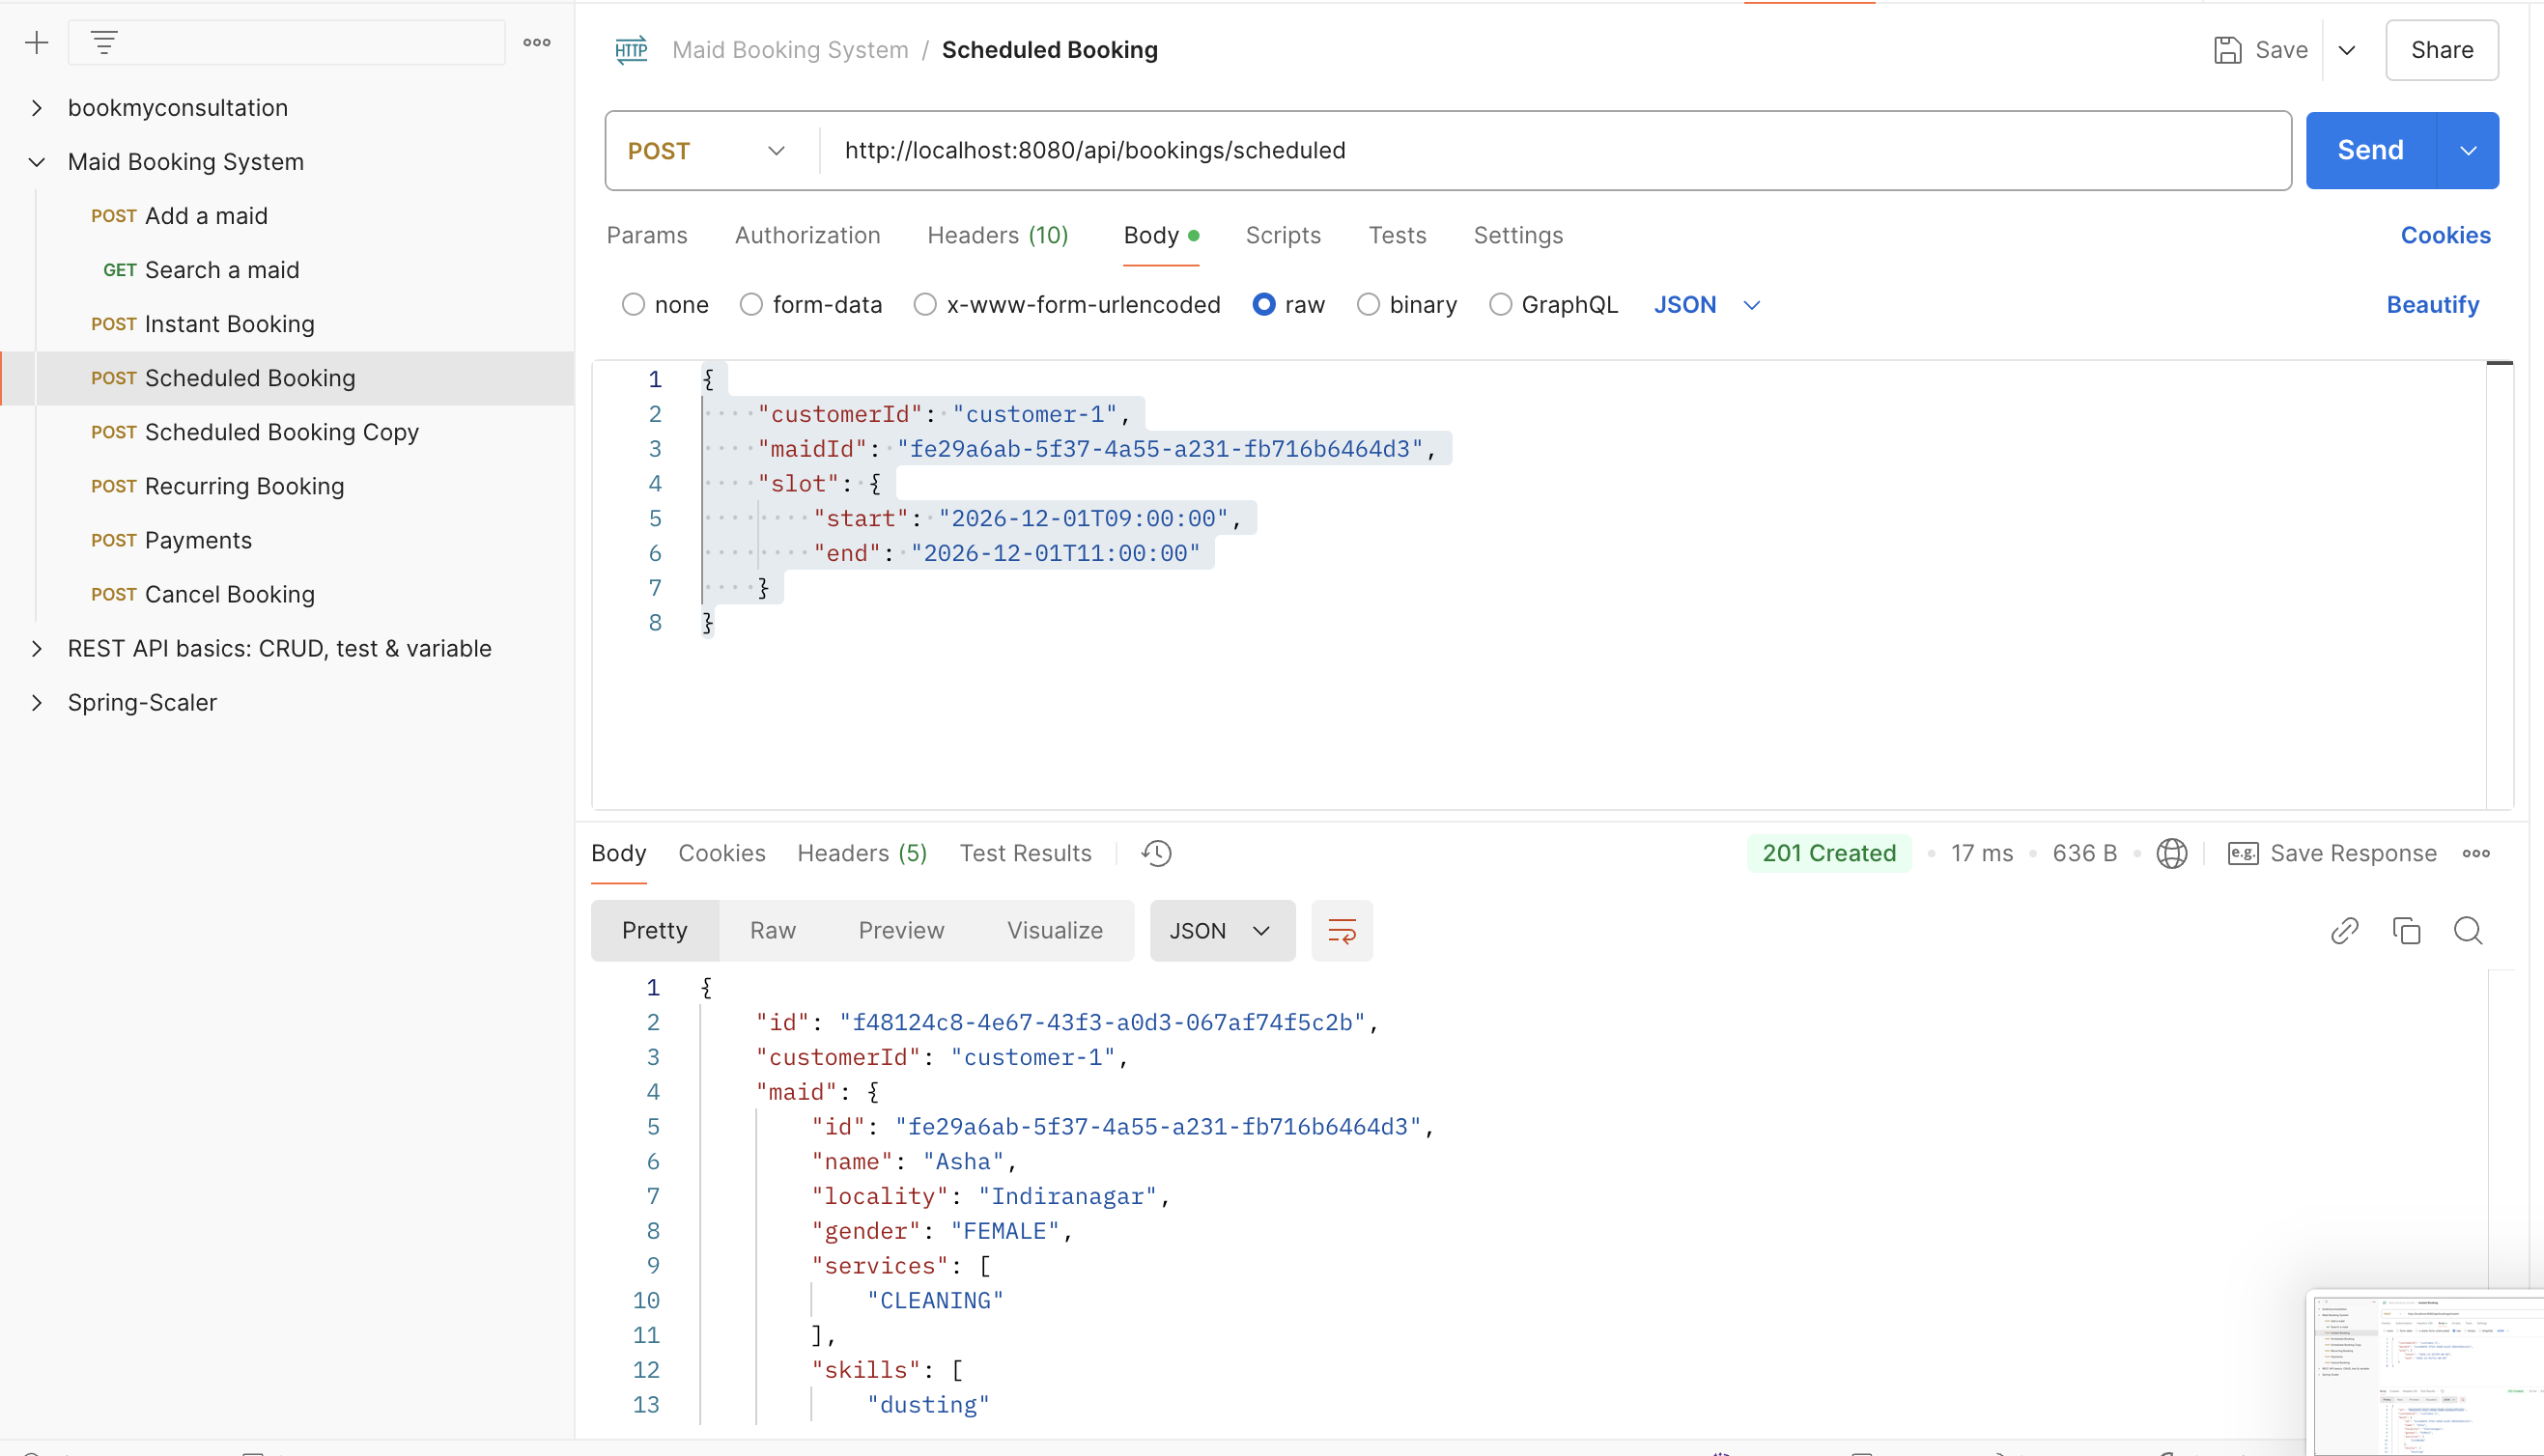 HTTP Maid Booking System / Scheduled Booking
Save
Share
bookmyconsultation
Maid Booking System
POST Add a maid
GET Search a maid
POST Instant Booking
POST Scheduled Booking
POST Scheduled Booking Copy
POST Recurring Booking
POST Payments
POST Cancel Booking
REST API basics: CRUD, test & variable
Spring-Scaler
POST http://localhost:8080/api/bookings/scheduled
Send
Params Authorization Headers (10) Body Scripts Tests Settings
Cookies
none form-data x-www-form-urlencoded raw binary GraphQL JSON
Beautify
1 {
2 "customerId": "customer-1",
3 "maidId": "fe29a6ab-5f37-4a55-a231-fb716b6464d3",
4 "slot": {
5 "start": "2026-12-01T09:00:00",
6 "end": "2026-12-01T11:00:00"
7 }
8 }
Body Cookies Headers (5) Test Results
201 Created 17 ms 636 B e.g. Save Response
Pretty Raw Preview Visualize JSON
1 {
2 "id": "f48124c8-4e67-43f3-a0d3-067af74f5c2b",
3 "customerId": "customer-1",
4 "maid": {
5 "id": "fe29a6ab-5f37-4a55-a231-fb716b6464d3",
6 "name": "Asha",
7 "locality": "Indiranagar",
8 "gender": "FEMALE",
9 "services": [
10 "CLEANING"
11 ],
12 "skills": [
13 "dusting"